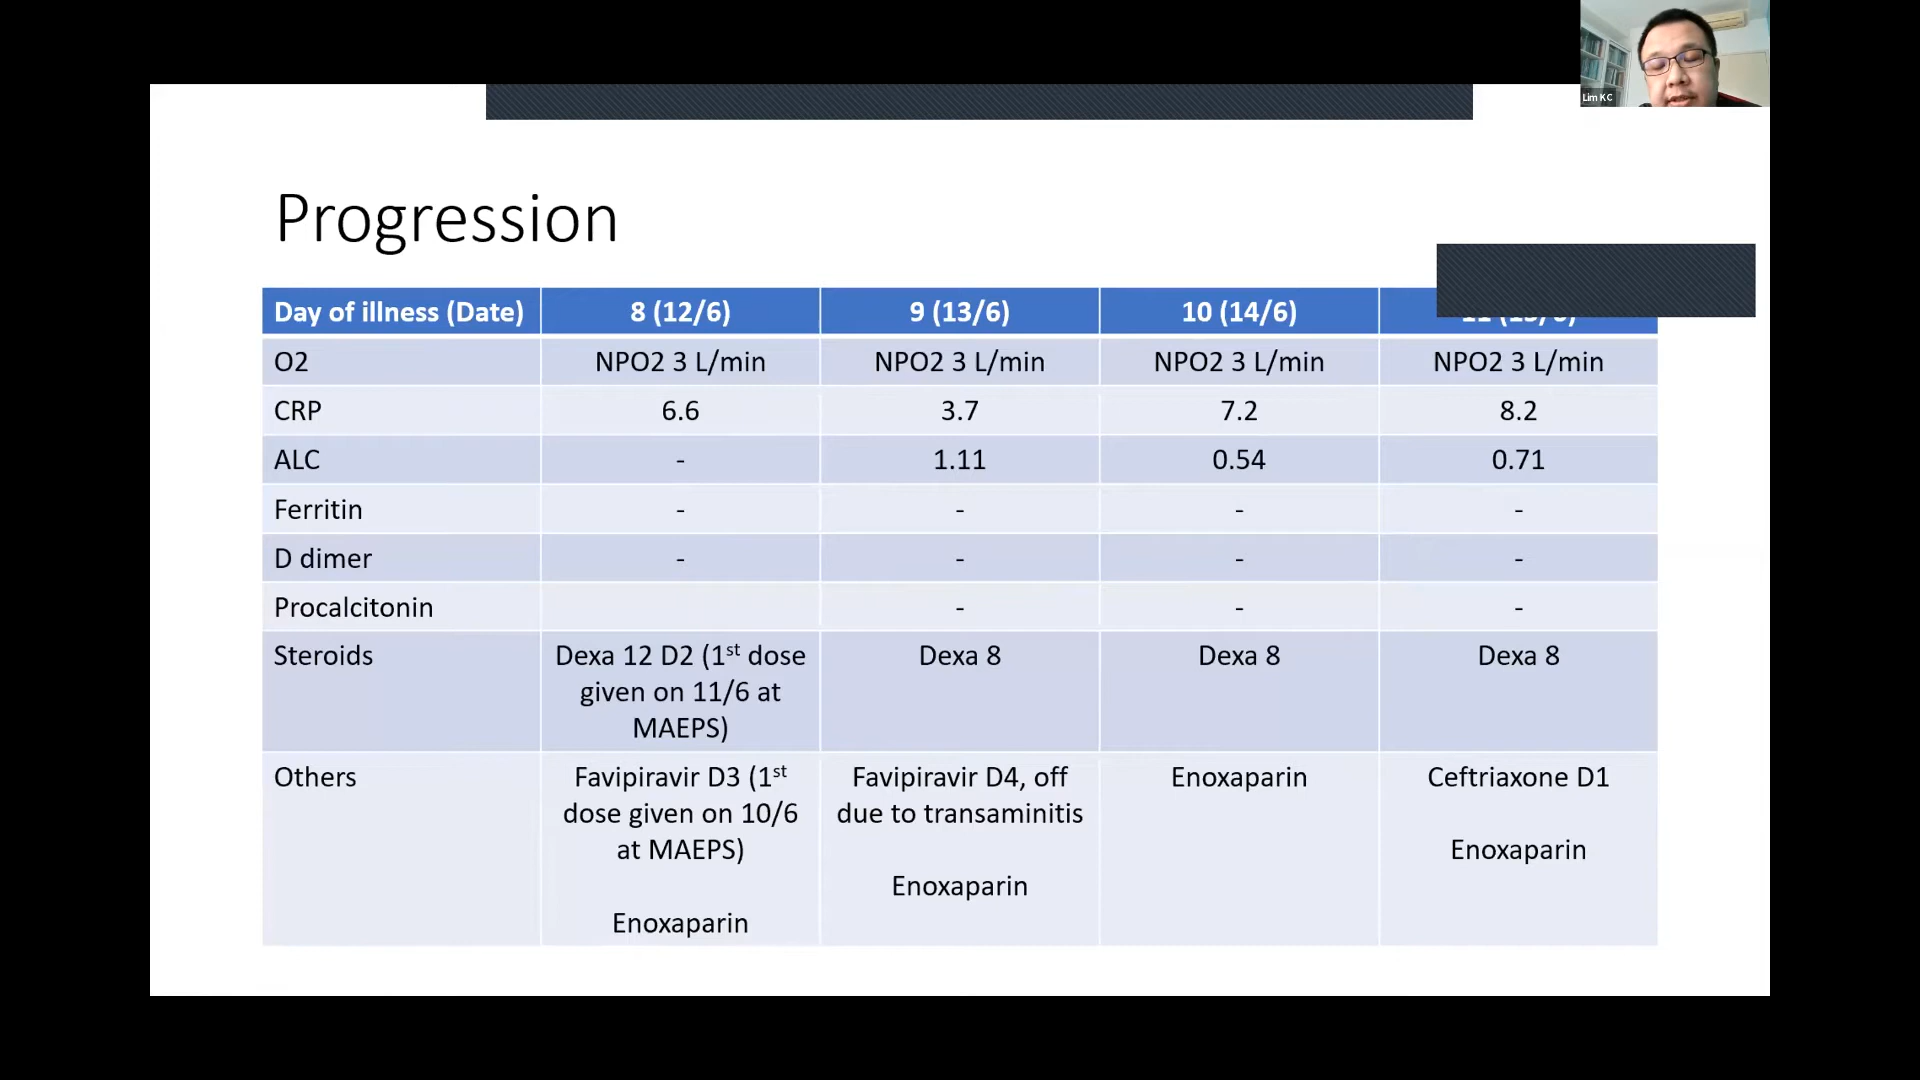 Lim KC
Progression
Day of illness (Date) 8 (12/6) 9 (13/6) 10 (14/6)
O2 NPO2 3 L/min NPO2 3 L/min NPO2 3 L/min NPO2 3 L/min
CRP 6.6 3.7 7.2 8.2
ALC - 1.11 0.54 0.71
Ferritin - - - -
D dimer - - - -
Procalcitonin - - -
Steroids Dexa 12 D2 (1st dose Dexa 8 Dexa 8 Dexa 8
given on 11/6 at
MAEPS)
Others Favipiravir D3 (1st Favipiravir D4, off Enoxaparin Ceftriaxone D1
dose given on 10/6 due to transaminitis
at MAEPS) Enoxaparin
Enoxaparin
Enoxaparin